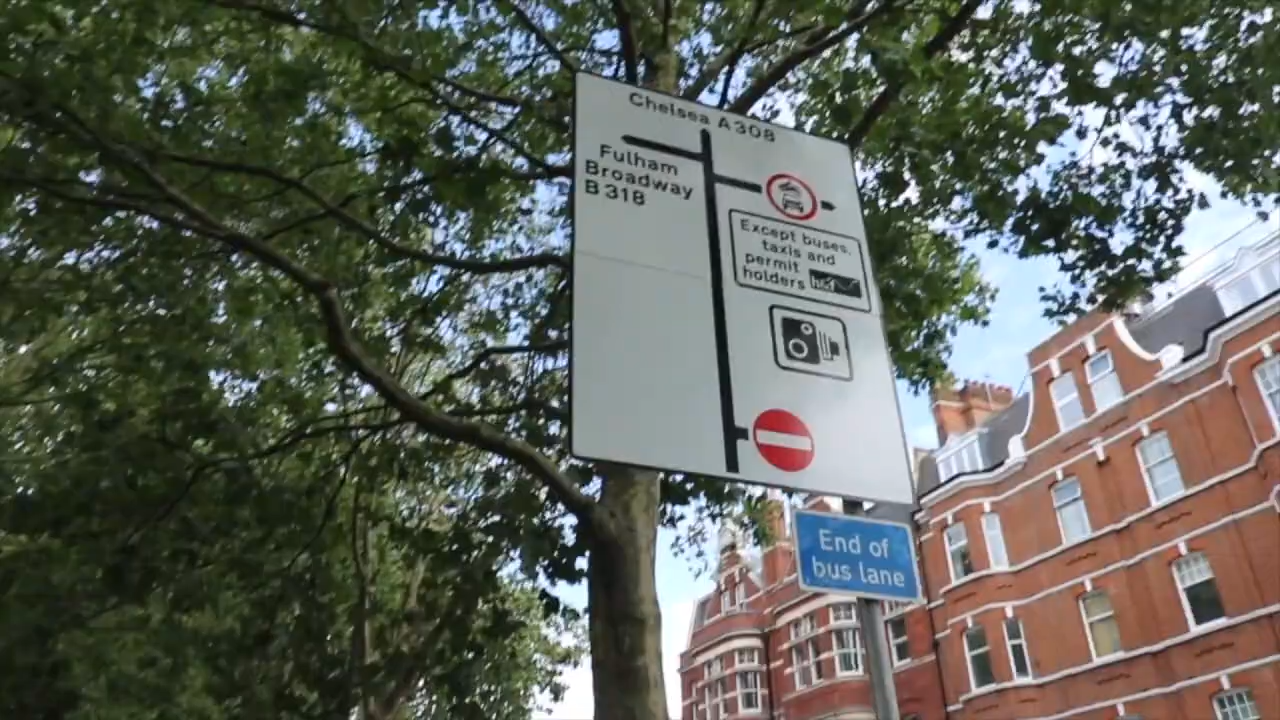 Chelsea A308
Fulham
Broadway
B318
Except buses,
taxis and
permit
holders
End of
bus lane